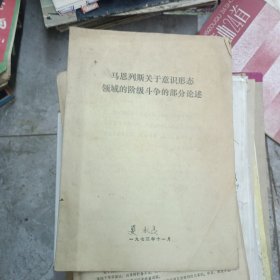 马恩列斯关于意识形态
领域的阶级斗争的部分论述
一九七三年十一月